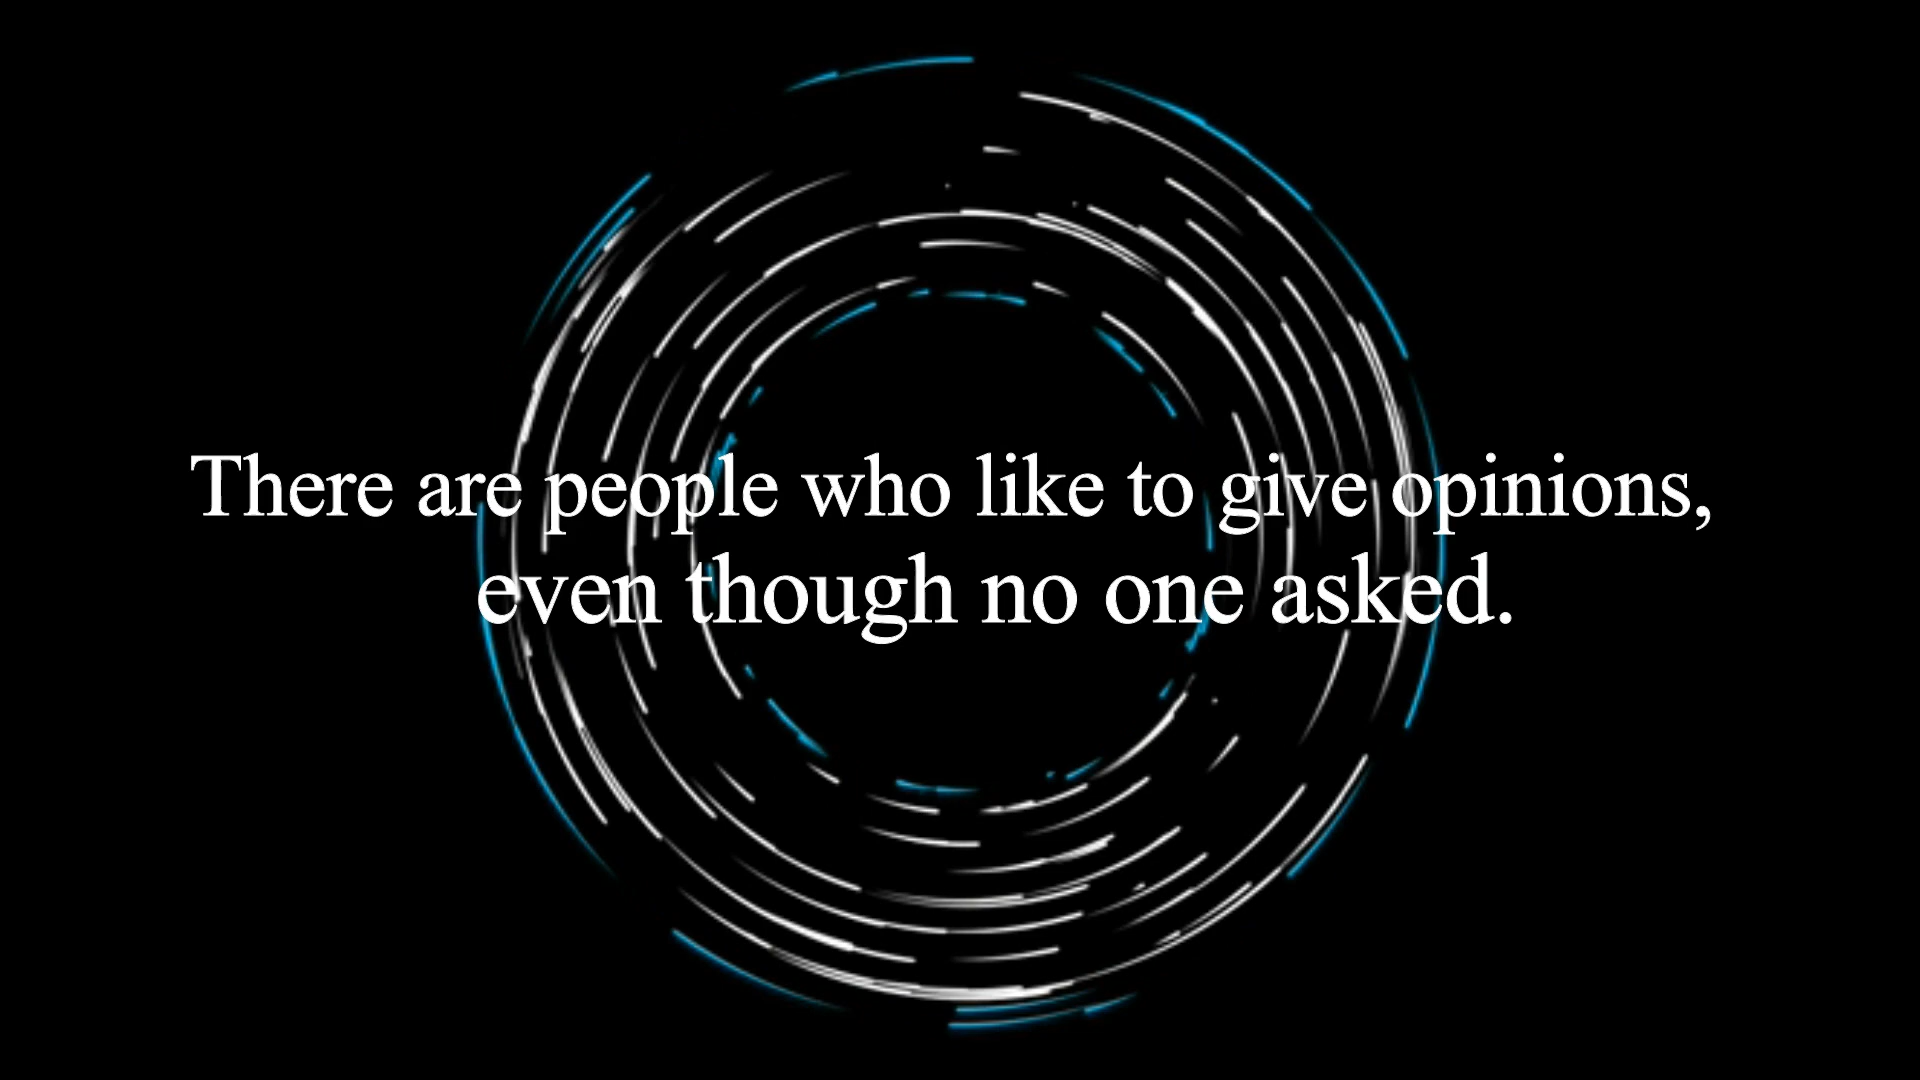 There are people who like to give opinions,
even though no one asked.